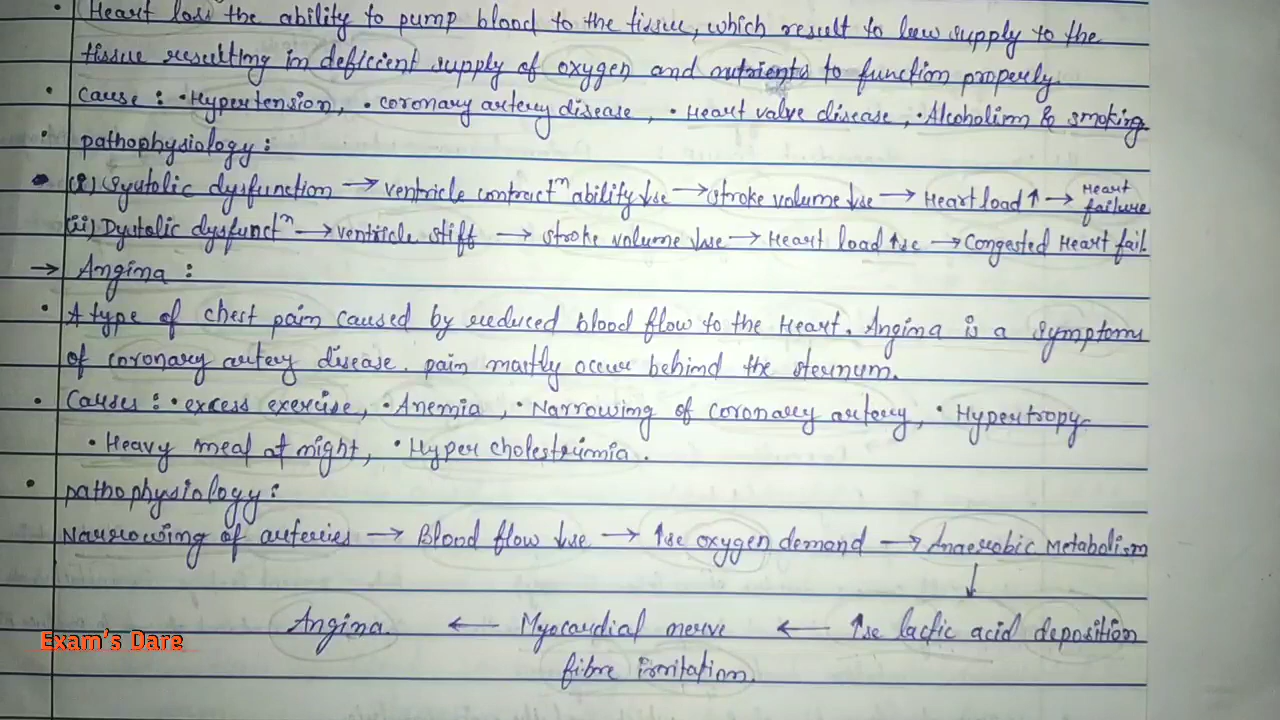 • Heart loss the ability to pump blood to the tissue, which result to low supply to the
tissue resulting in deficient supply of oxygen and nutrients to function properly.
• Cause : • Hypertension, • coronary artery disease, • Heart valve disease, • Alcoholism & smoking
• pathophysiology :
(i) Systolic dysfunction → ventricle contractⁿ ability ↓se → stroke volume ↓se → Heart load ↑ → Heart failure
(ii) Dystolic dysfunctⁿ → ventricle stiff → stroke volume ↓se → Heart load ↑se → Congested Heart fail
→ Angina :
• A type of chest pain caused by reduced blood flow to the Heart. Angina is a symptom
of coronary artery disease. pain mostly occur behind the sternum.
• Causes : • excess exercise, • Anemia, • Narrowing of coronary artery, • Hypertropy
• Heavy meal at night, • Hyper cholestrimia.
• pathophysiology :
Narrowing of arteries → Blood flow ↓se → ↑se oxygen demand → Anaerobic Metabolism
↓
Angina ← Myocardial nerve ← ↑se lactic acid deposition
fibre irritation.
Exam's Dare